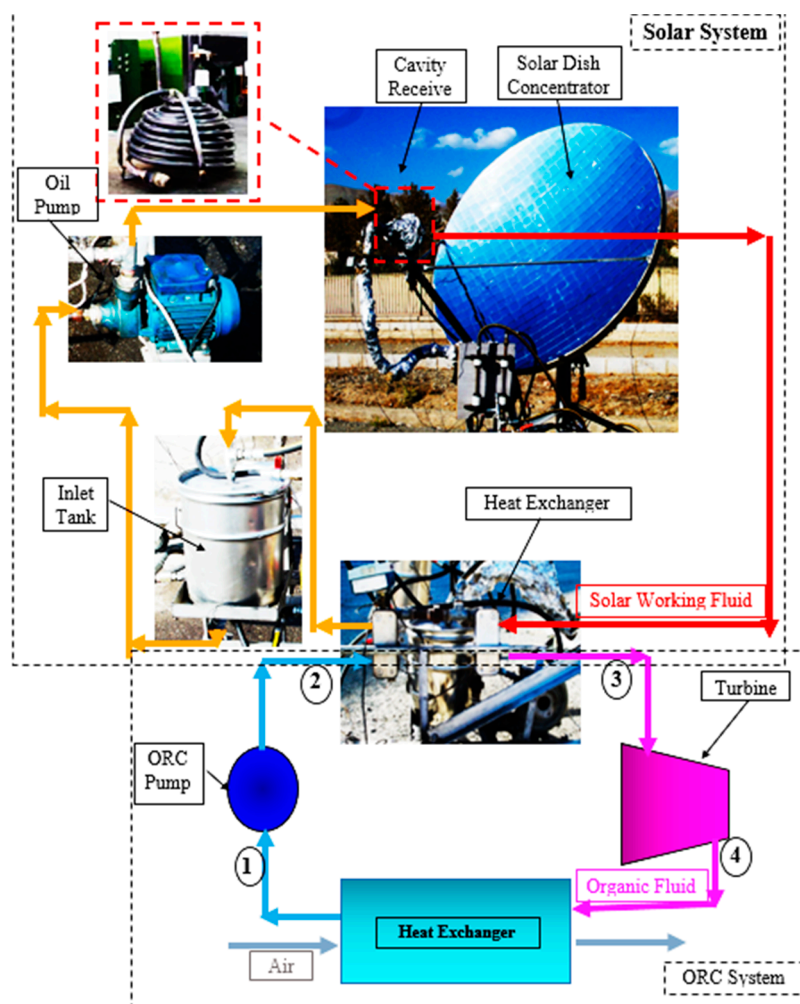 Solar System
Cavity
Receive
Solar Dish
Concentrator
Oil
Pump
Inlet
Tank
Heat Exchanger
Solar Working Fluid
2
3
Turbine
ORC
Pump
1
4
Organic Fluid
Heat Exchanger
Air
ORC System